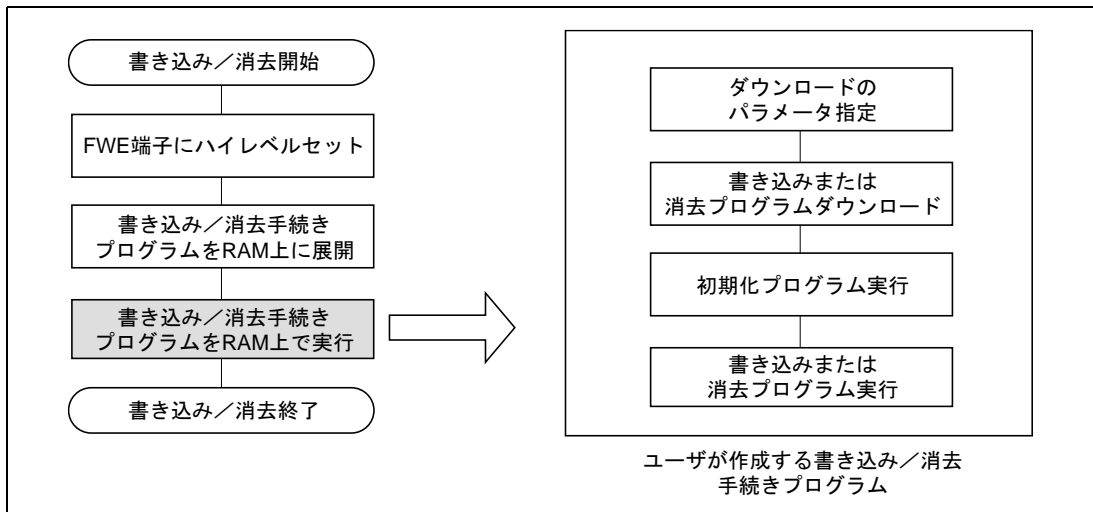 書き込み／消去開始
FWE端子にハイレベルセット
書き込み／消去手続き
プログラムをRAM上に展開
書き込み／消去手続き
プログラムをRAM上で実行
書き込み／消去終了
ダウンロードの
パラメータ指定
書き込みまたは
消去プログラムダウンロード
初期化プログラム実行
書き込みまたは
消去プログラム実行
ユーザが作成する書き込み／消去
手続きプログラム